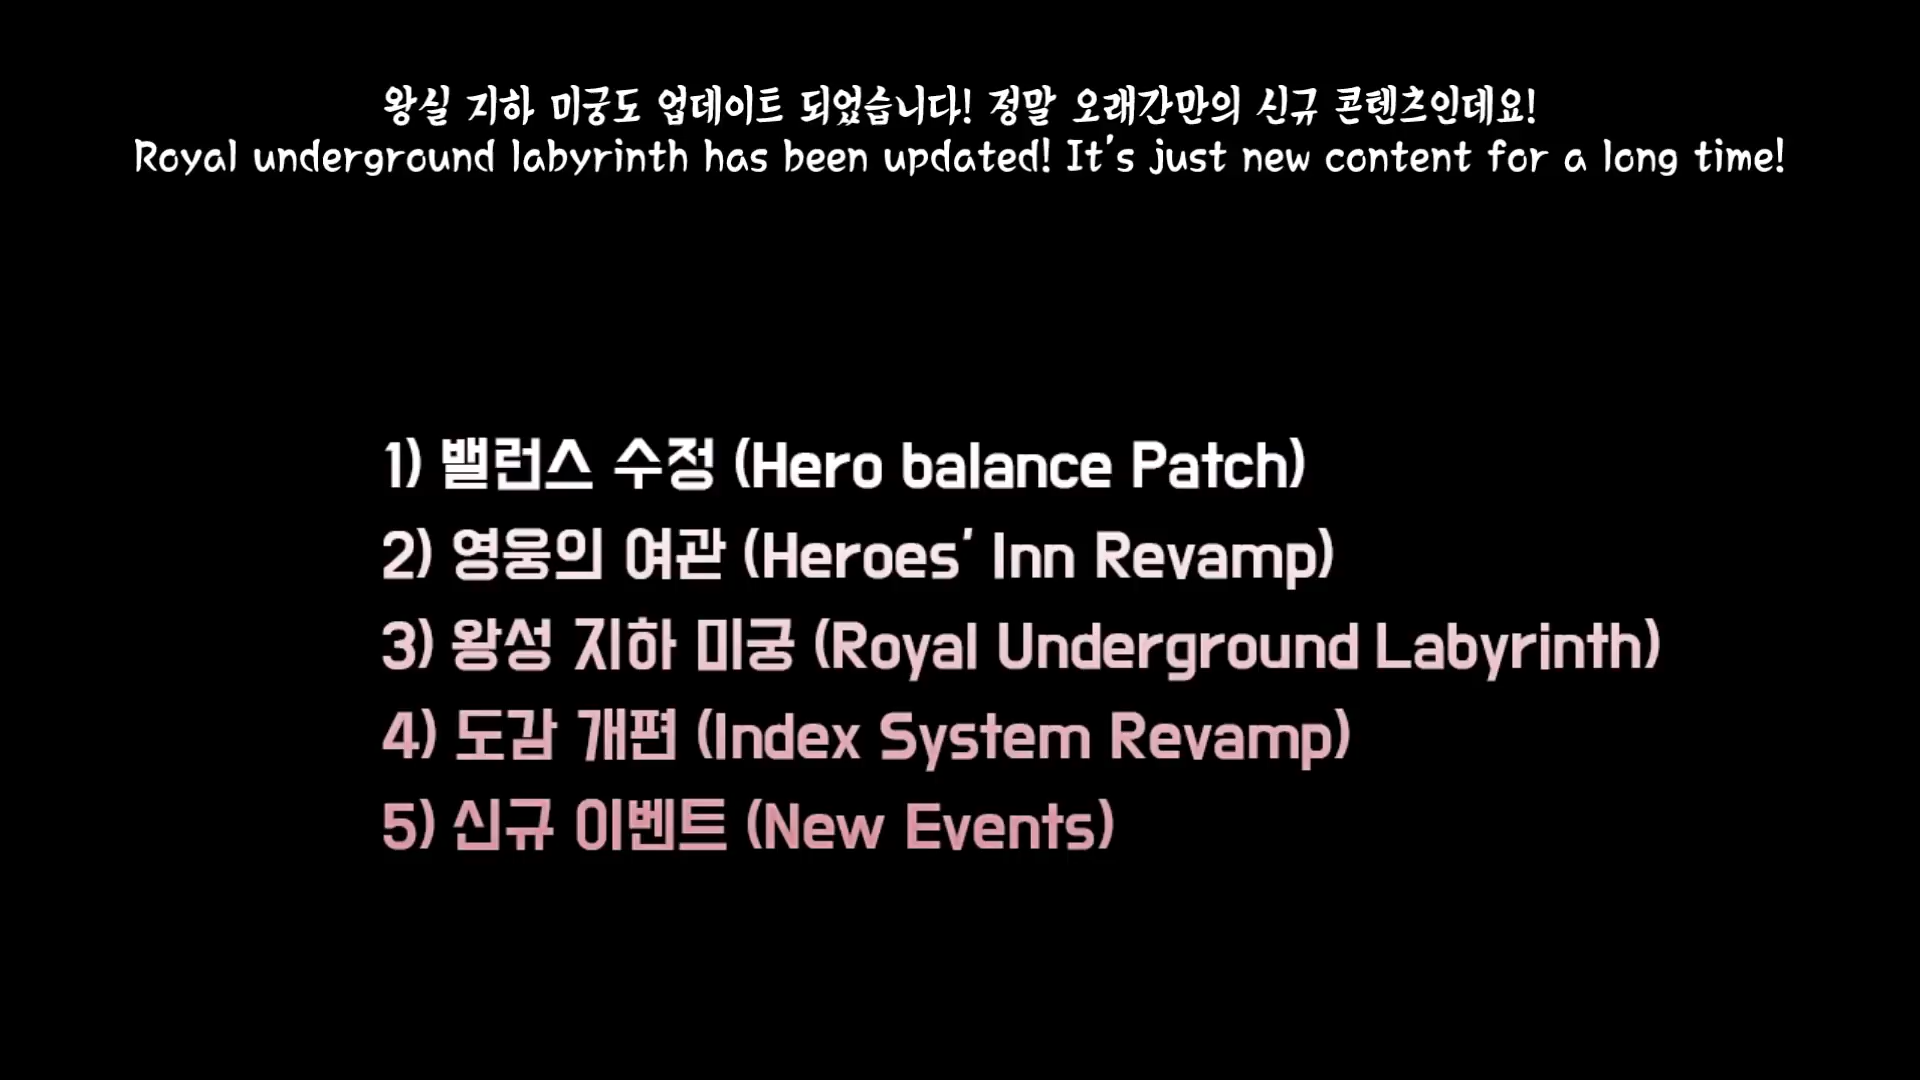 왕실 지하 미궁도 업데이트 되었습니다! 정말 오래간만의 신규 콘텐츠인데요!
Royal underground labyrinth has been updated! It's just new content for a long time!
1) 밸런스 수정 (Hero balance Patch)
2) 영웅의 여관 (Heroes' Inn Revamp)
3) 왕성 지하 미궁 (Royal Underground Labyrinth)
4) 도감 개편 (Index System Revamp)
5) 신규 이벤트 (New Events)